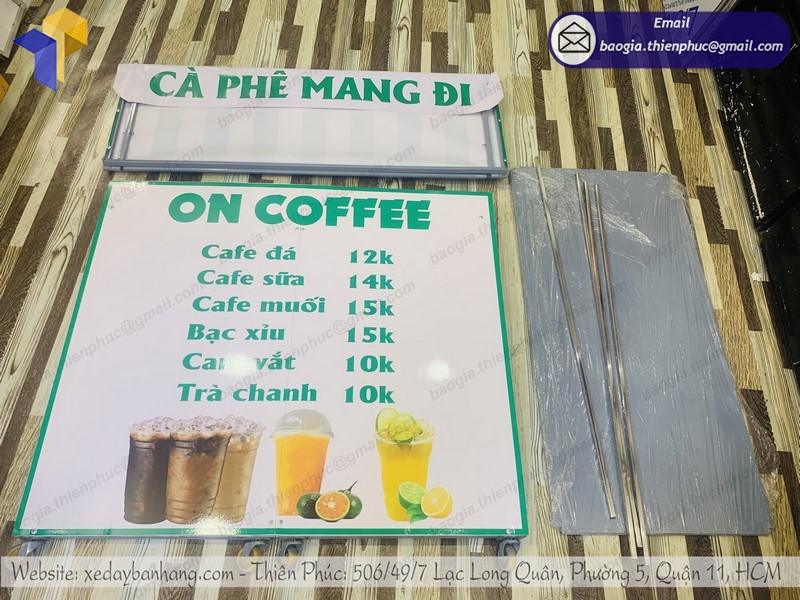 Email
baogia.thienphuc@gmail.com
CÀ PHÊ MANG ĐI
ON COFFEE
Cafe đá 12k
Cafe sữa 14k
Cafe muối 15k
Bạc xỉu 15k
Cam vắt 10k
Trà chanh 10k
Website: xedaybanhang.com - Thiên Phúc: 506/49/7 Lạc Long Quân, Phường 5, Quận 11, HCM